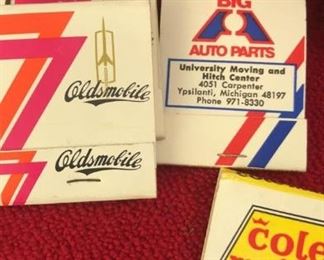 Oldsmobile
Oldsmobile
BIG A
AUTO PARTS
University Moving and
Hitch Center
4051 Carpenter
Ypsilanti, Michigan 48197
Phone 971-8330
cole